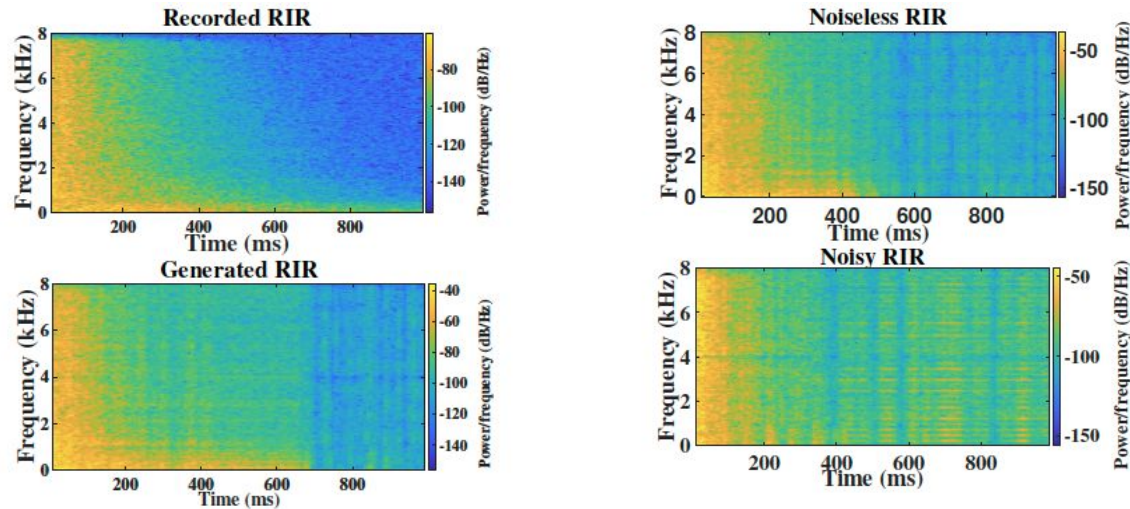 Recorded RIR
Frequency (kHz)
8
6
4
2
0
200 400 600 800
Time (ms)
-80
-100
-120
-140
Power/frequency (dB/Hz)
Noiseless RIR
Frequency (kHz)
8
6
4
2
0
200 400 600 800
Time (ms)
-50
-100
-150
Power/frequency (dB/Hz)
Generated RIR
Frequency (kHz)
8
6
4
2
0
200 400 600 800
Time (ms)
-40
-60
-80
-100
-120
-140
Power/frequency (dB/Hz)
Noisy RIR
Frequency (kHz)
8
6
4
2
0
200 400 600 800
Time (ms)
-50
-100
-150
Power/frequency (dB/Hz)